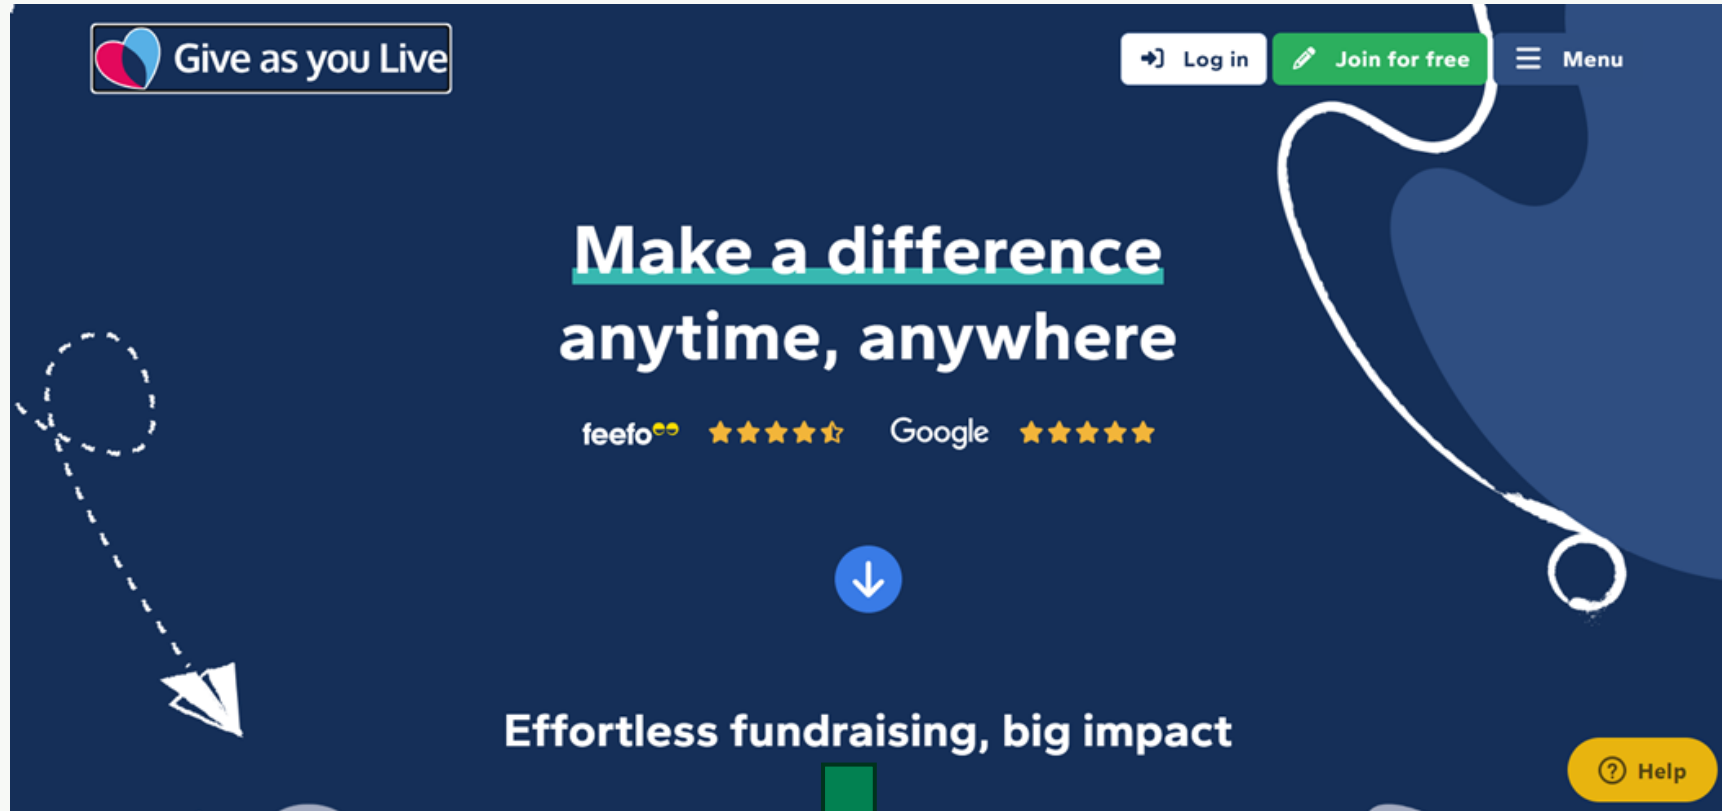 Give as you Live
Log in
Join for free
Menu
Make a difference
anytime, anywhere
feefo
Google
Effortless fundraising, big impact
Help